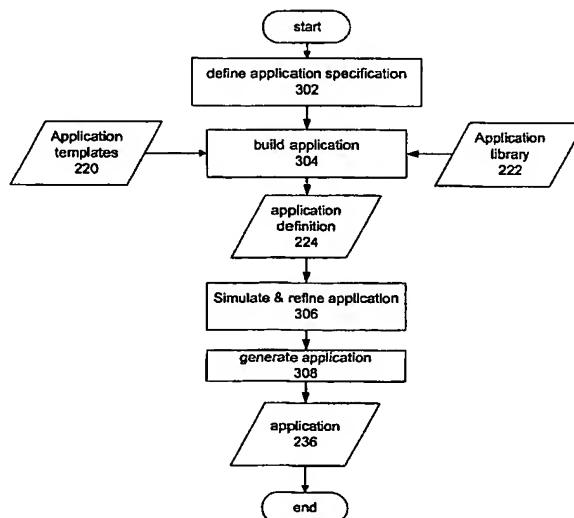 start
define application specification
302
Application
templates
220
build application
304
Application
library
222
application
definition
224
Simulate & refine application
306
generate application
308
application
236
end